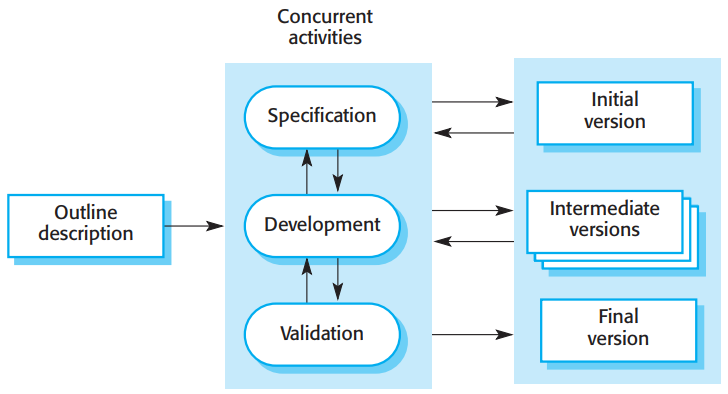 Concurrent
activities
Specification
Initial
version
Outline
description
Development
Intermediate
versions
Validation
Final
version